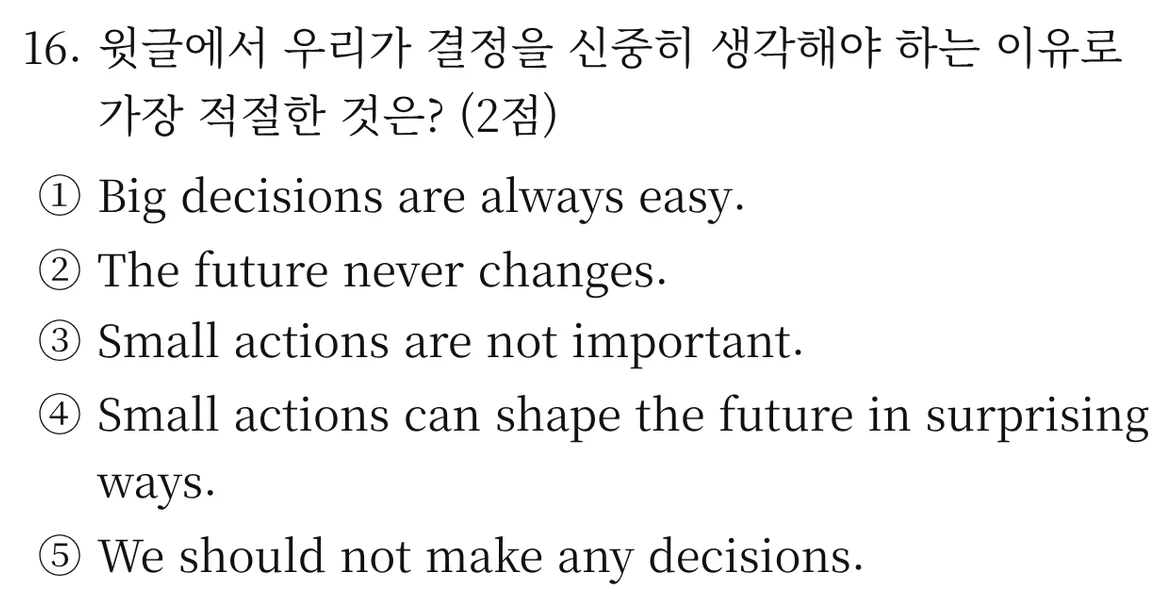 16. 윗글에서 우리가 결정을 신중히 생각해야 하는 이유로
가장 적절한 것은? (2점)
① Big decisions are always easy.
② The future never changes.
③ Small actions are not important.
④ Small actions can shape the future in surprising
ways.
⑤ We should not make any decisions.